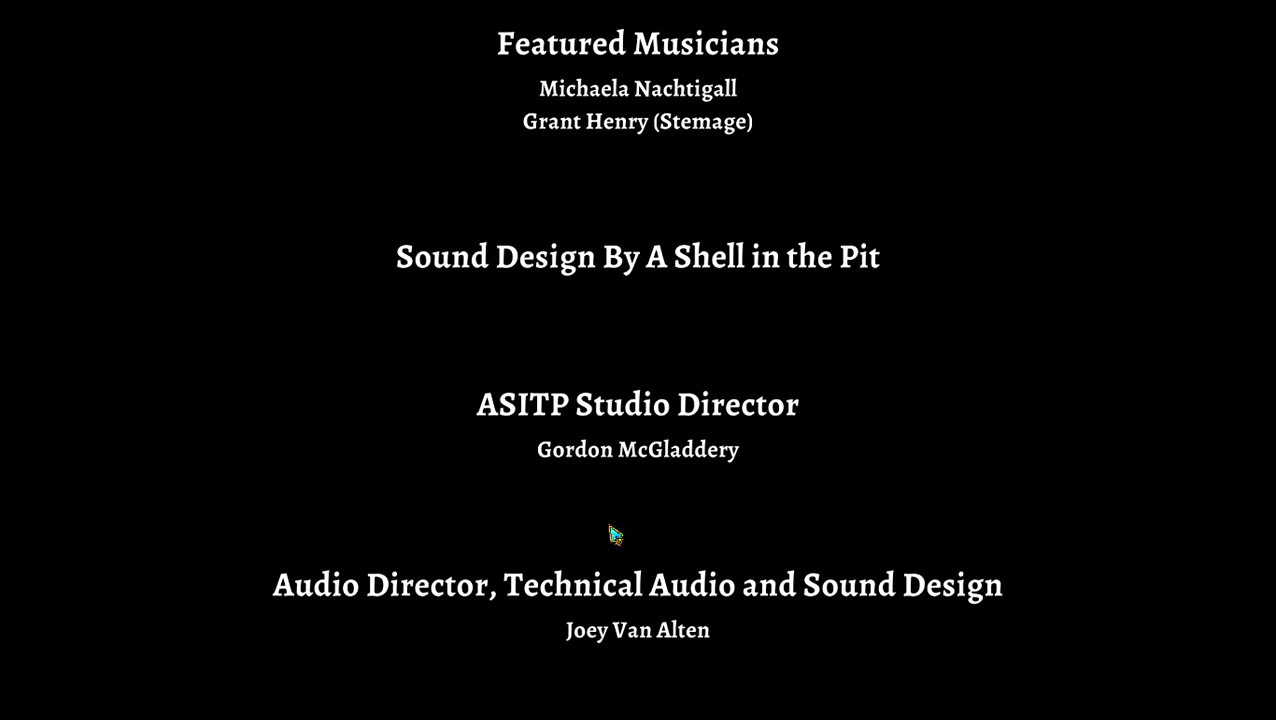 Featured Musicians
Michaela Nachtigall
Grant Henry (Stemage)
Sound Design By A Shell in the Pit
ASITP Studio Director
Gordon McGladdery
Audio Director, Technical Audio and Sound Design
Joey Van Alten